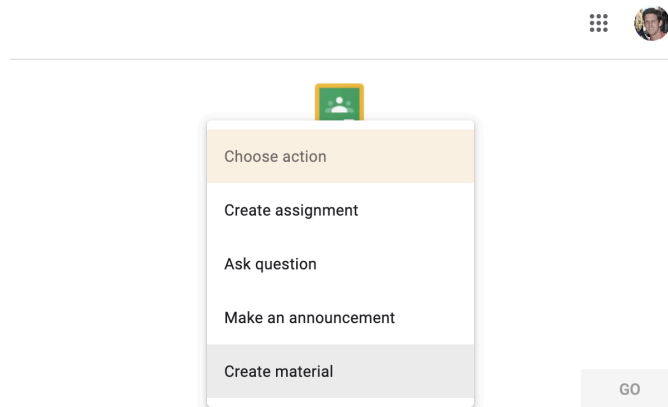 Choose action
Create assignment
Ask question
Make an announcement
Create material
GO